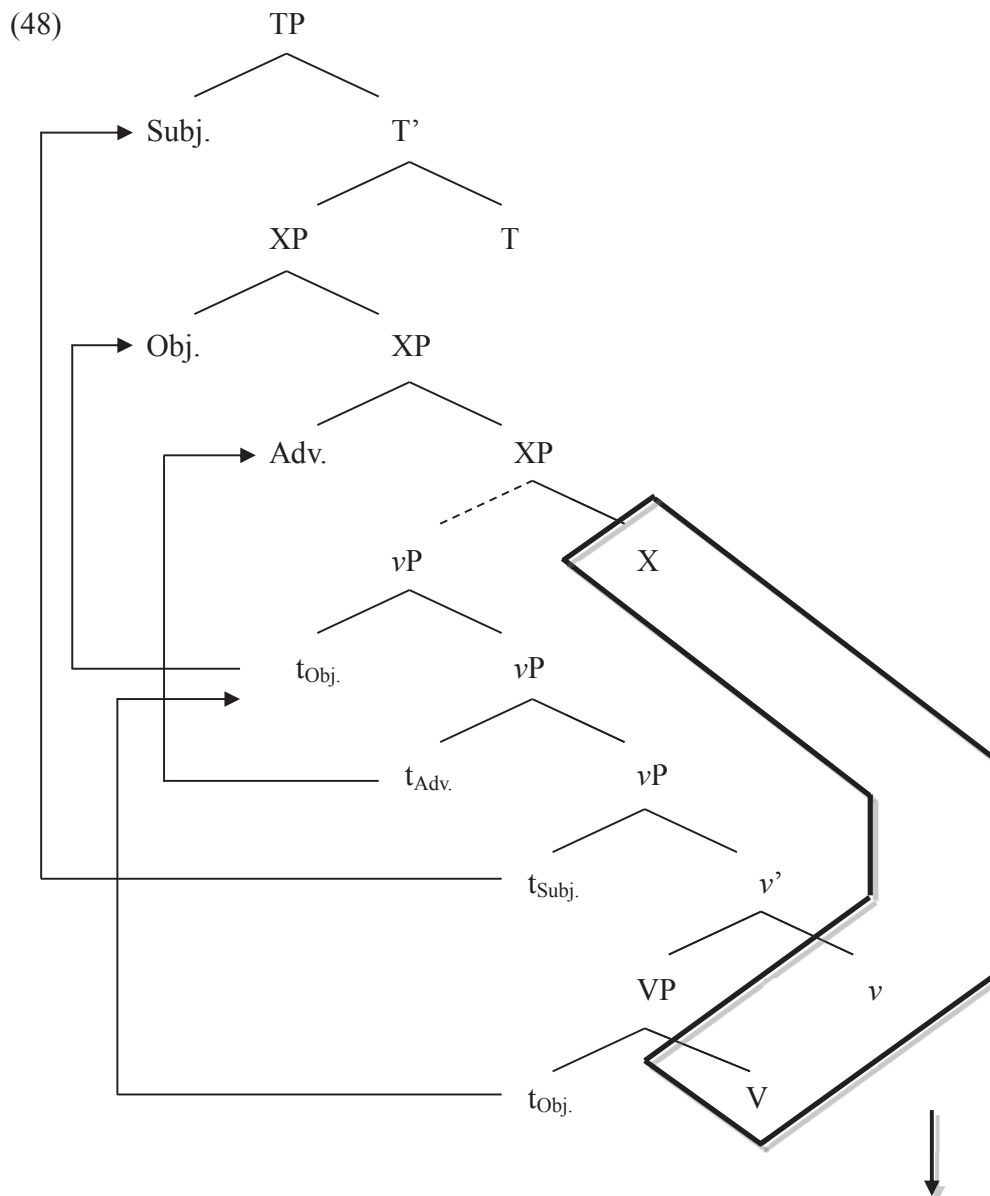 (48) TP
Subj. T’
XP T
Obj. XP
Adv. XP
vP X
tObj. vP
tAdv. vP
tSubj. v’
VP v
tObj. V